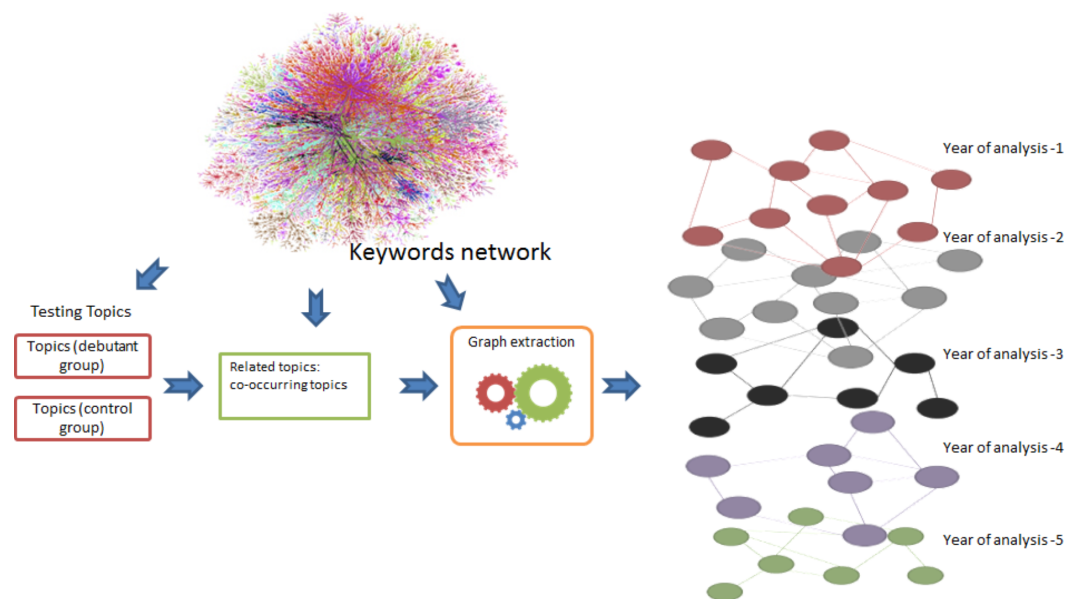 Keywords network
Testing Topics
Topics (debutant
group)
Topics (control
group)
Related topics:
co-occurring topics
Graph extraction
Year of analysis -1
Year of analysis -2
Year of analysis -3
Year of analysis -4
Year of analysis -5